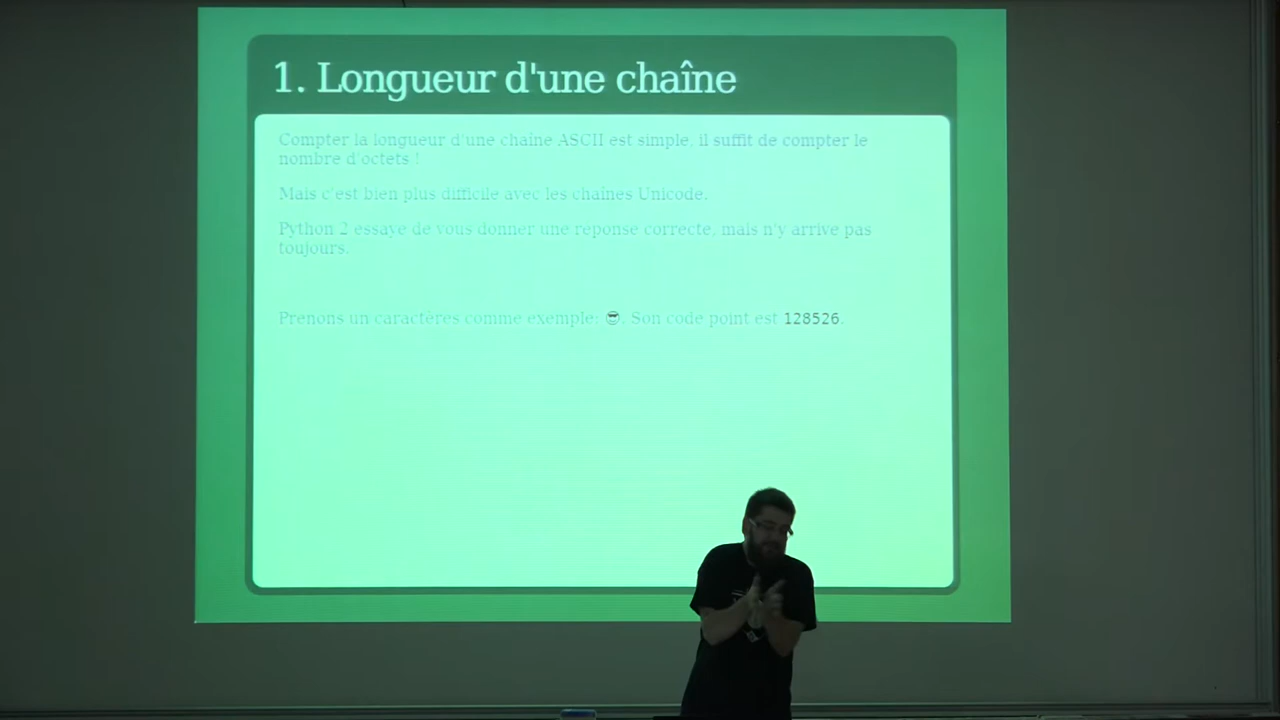 1. Longueur d'une chaîne
Compter la longueur d'une chaîne ASCII est simple, il suffit de compter le
nombre d'octets !
Mais c'est bien plus difficile avec les chaînes Unicode.
Python 2 essaye de vous donner une réponse correcte, mais n'y arrive pas
toujours.
Prenons un caractères comme exemple: 😎. Son code point est 128526.